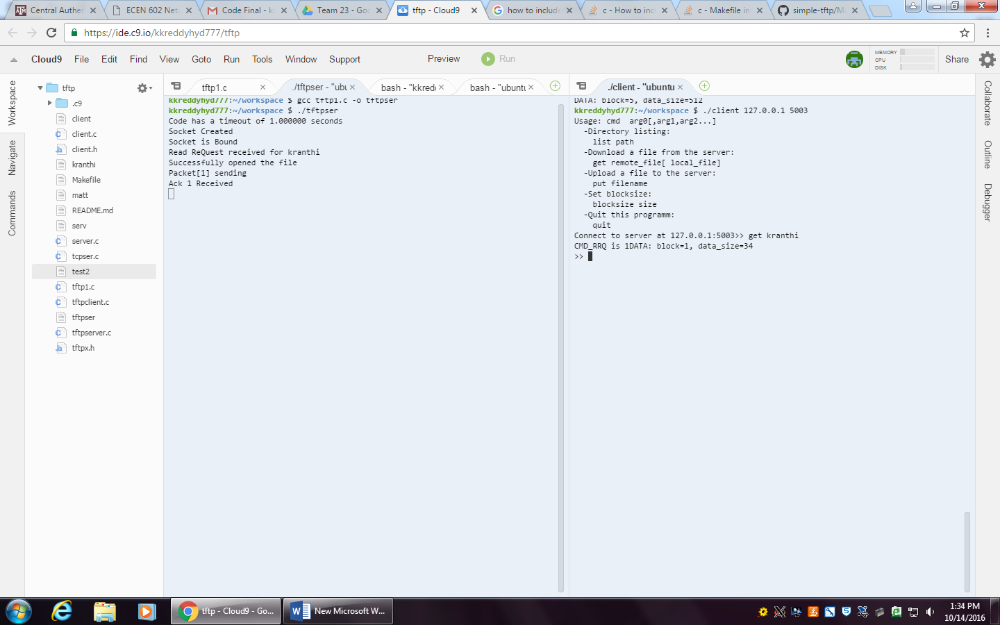 Central Authen
ECEN 602 Netw
Code Final - kr
Team 23 - Goo
tftp - Cloud9
how to include
c - How to incl
c - Makefile in
simple-tftp/M
https://ide.c9.io/kkreddyhyd777/tftp
Cloud9 File Edit Find View Goto Run Tools Window Support Preview Run MEMORY CPU DISK Share
Workspace
Navigate
Commands
tftp
.c9
client
client.c
client.h
kranthi
Makefile
matt
README.md
serv
server.c
tcpser.c
test2
tftp1.c
tftpclient.c
tftpser
tftpserver.c
tftpx.h
tftp1.c
./tftpser - "ubu
bash - "kkredd
bash - "ubuntu
kkreddyhyd777:~/workspace $ gcc tftp1.c -o tftpser
kkreddyhyd777:~/workspace $ ./tftpser
Code has a timeout of 1.000000 seconds
Socket Created
Socket is Bound
Read ReQuest received for kranthi
Successfully opened the file
Packet[1] sending
Ack 1 Received
./client - "ubuntu
DATA: block=5, data_size=512
kkreddyhyd777:~/workspace $ ./client 127.0.0.1 5003
Usage: cmd  arg0[,arg1,arg2...]
  -Directory listing:
    list path
  -Download a file from the server:
    get remote_file[ local_file]
  -Upload a file to the server:
    put filename
  -Set blocksize:
    blocksize size
  -Quit this programm:
    quit
Connect to server at 127.0.0.1:5003>> get kranthi
CMD_RRQ is 1DATA: block=1, data_size=34
>>
Collaborate
Outline
Debugger
tftp - Cloud9 - Go...
New Microsoft W...
1:34 PM
10/14/2016